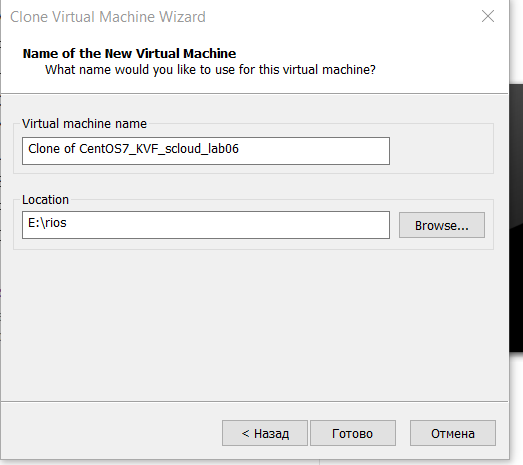 Clone Virtual Machine Wizard
Name of the New Virtual Machine
What name would you like to use for this virtual machine?
Virtual machine name
Clone of CentOS7_KVF_scloud_lab06
Location
E:\rios
Browse...
< Назад
Готово
Отмена